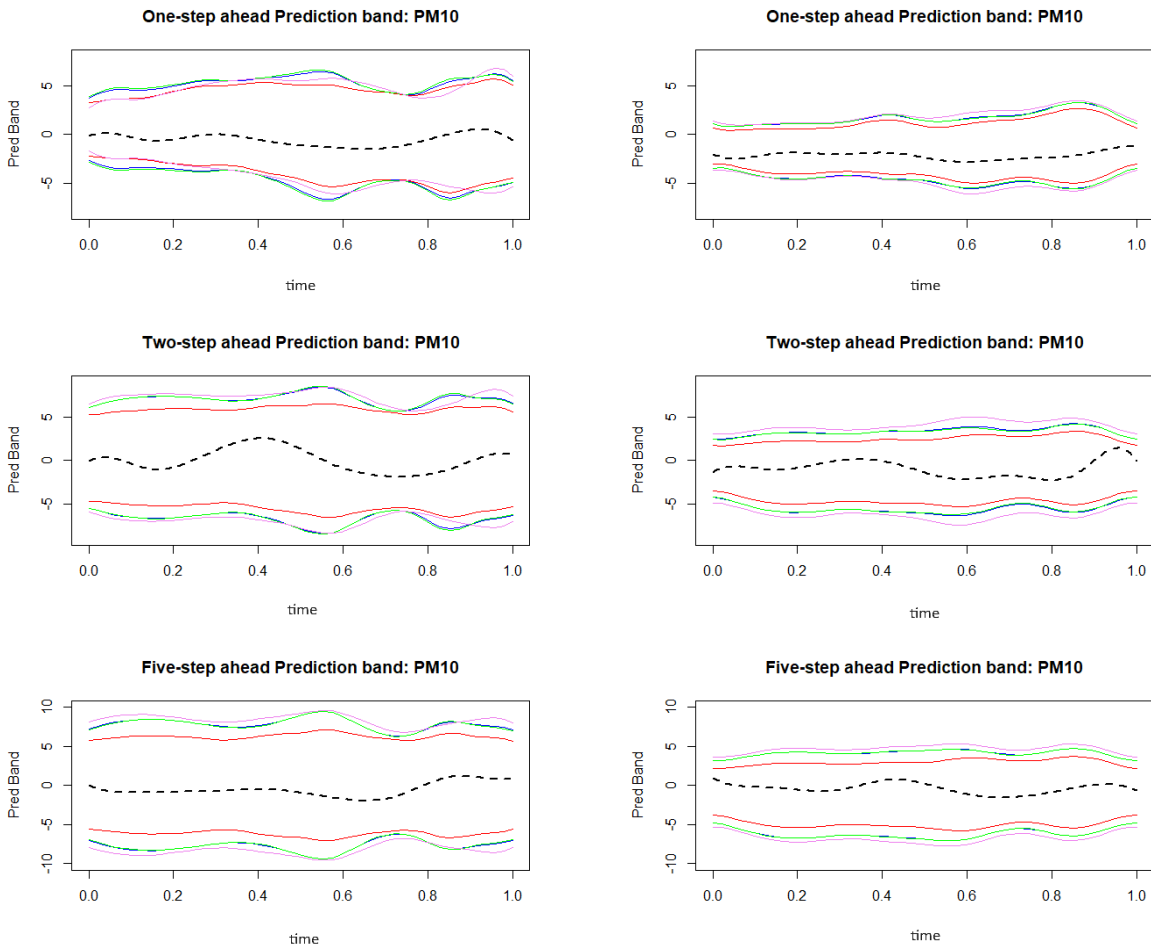 One-step ahead Prediction band: PM10
Pred Band
5
0
-5
0.0 0.2 0.4 0.6 0.8 1.0
time
One-step ahead Prediction band: PM10
Pred Band
5
0
-5
0.0 0.2 0.4 0.6 0.8 1.0
time
Two-step ahead Prediction band: PM10
Pred Band
5
0
-5
0.0 0.2 0.4 0.6 0.8 1.0
time
Two-step ahead Prediction band: PM10
Pred Band
5
0
-5
0.0 0.2 0.4 0.6 0.8 1.0
time
Five-step ahead Prediction band: PM10
Pred Band
10
5
0
-5
-10
0.0 0.2 0.4 0.6 0.8 1.0
time
Five-step ahead Prediction band: PM10
Pred Band
10
5
0
-5
-10
0.0 0.2 0.4 0.6 0.8 1.0
time